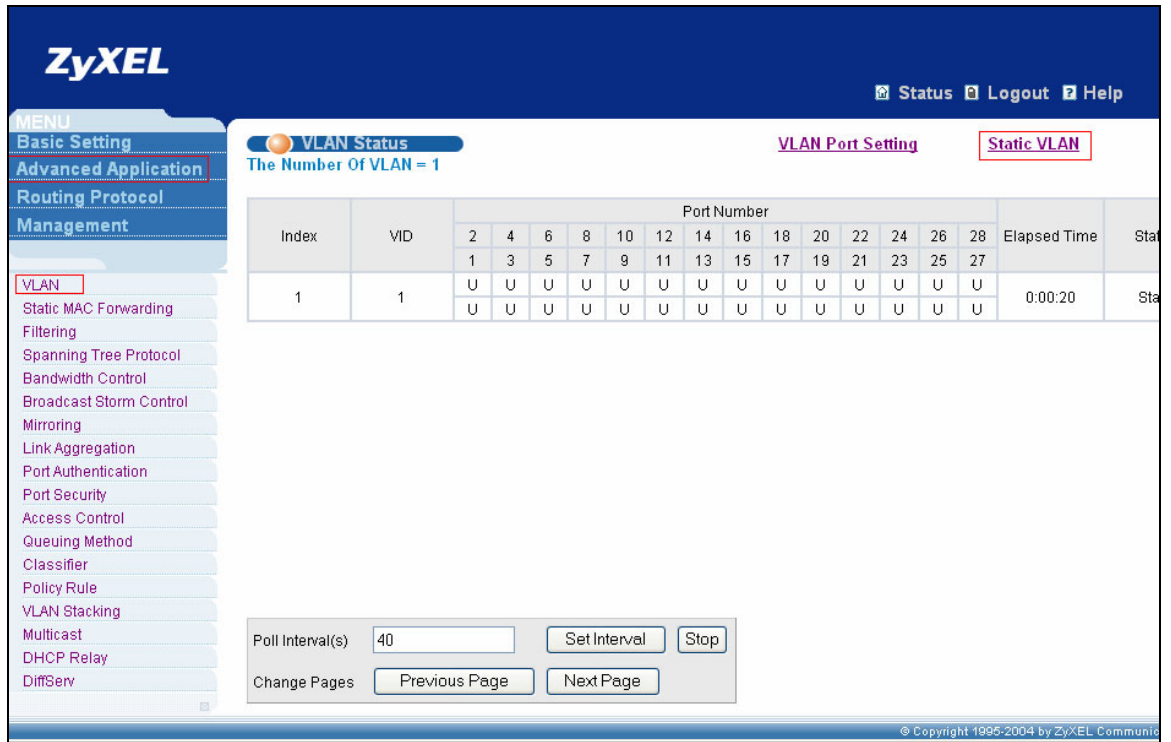 ZyXEL
Status Logout Help
MENU
Basic Setting
Advanced Application
Routing Protocol
Management
VLAN
Static MAC Forwarding
Filtering
Spanning Tree Protocol
Bandwidth Control
Broadcast Storm Control
Mirroring
Link Aggregation
Port Authentication
Port Security
Access Control
Queuing Method
Classifier
Policy Rule
VLAN Stacking
Multicast
DHCP Relay
DiffServ
VLAN Status
VLAN Port Setting
Static VLAN
The Number Of VLAN = 1
Index VID Port Number Elapsed Time Stat
2 4 6 8 10 12 14 16 18 20 22 24 26 28
1 3 5 7 9 11 13 15 17 19 21 23 25 27
1 1 U U U U U U U U U U U U U U 0:00:20 Sta
U U U U U U U U U U U U U U
Poll Interval(s) 40 Set Interval Stop
Change Pages Previous Page Next Page
© Copyright 1995-2004 by ZyXEL Communic